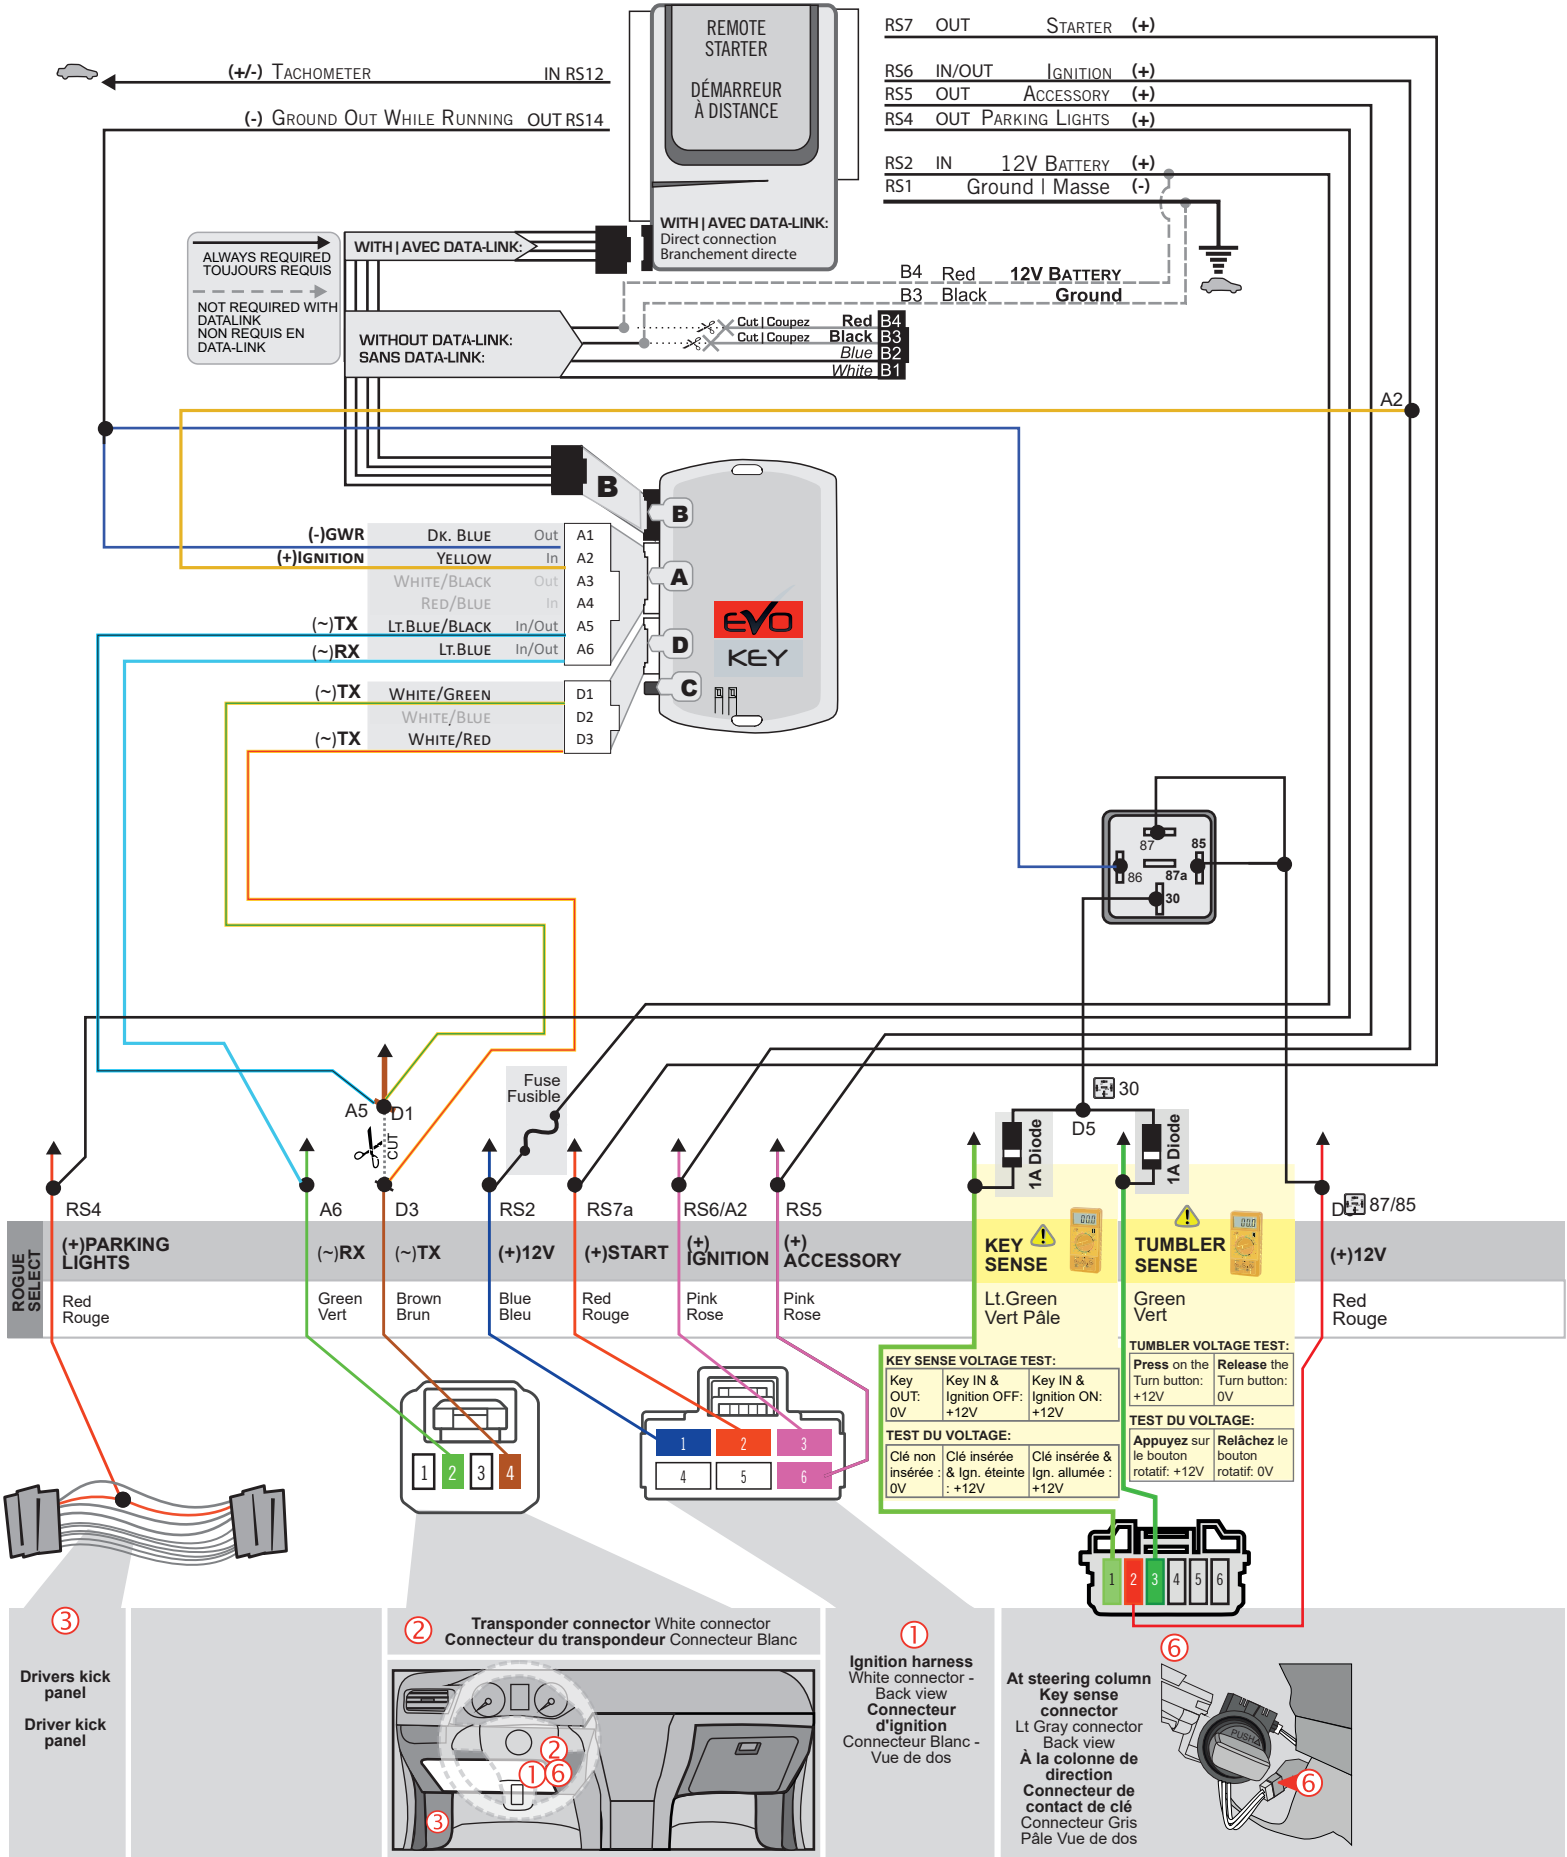 REMOTE
STARTER
DÉMARREUR
À DISTANCE
WITH | AVEC DATA-LINK:
Direct connection
Branchement directe
(+/-) TACHOMETER IN RS12
(-) GROUND OUT WHILE RUNNING OUT RS14
RS7 OUT STARTER (+)
RS6 IN/OUT IGNITION (+)
RS5 OUT ACCESSORY (+)
RS4 OUT PARKING LIGHTS (+)
RS2 IN 12V BATTERY (+)
RS1 Ground | Masse (-)
ALWAYS REQUIRED
TOUJOURS REQUIS
NOT REQUIRED WITH
DATALINK
NON REQUIS EN
DATA-LINK
WITH | AVEC DATA-LINK:
WITHOUT DATA-LINK:
SANS DATA-LINK:
B4 Red 12V BATTERY
B3 Black Ground
Cut | Coupez Red B4
Cut | Coupez Black B3
Blue B2
White B1
A2
B
B
A
D
C
EVO
KEY
(-)GWR DK. BLUE Out A1
(+)IGNITION YELLOW In A2
WHITE/BLACK Out A3
RED/BLUE In A4
(~)TX LT.BLUE/BLACK In/Out A5
(~)RX LT.BLUE In/Out A6
(~)TX WHITE/GREEN D1
WHITE/BLUE D2
(~)TX WHITE/RED D3
87
85
86
87a
30
Fuse
Fusible
A5
D1
CUT
30
D5
1A Diode
1A Diode
RS4
A6
D3
RS2
RS7a
RS6/A2
RS5
87/85
ROGUE
SELECT
(+)PARKING
LIGHTS
(~)RX
(~)TX
(+)12V
(+)START
(+)
IGNITION
(+)
ACCESSORY
KEY
SENSE
TUMBLER
SENSE
(+)12V
Red
Rouge
Green
Vert
Brown
Brun
Blue
Bleu
Red
Rouge
Pink
Rose
Pink
Rose
Lt.Green
Vert Pâle
Green
Vert
Red
Rouge
KEY SENSE VOLTAGE TEST:
Key
OUT:
0V
Key IN &
Ignition OFF:
+12V
Key IN &
Ignition ON:
+12V
TEST DU VOLTAGE:
Clé non
insérée :
0V
Clé insérée
& Ign. éteinte
: +12V
Clé insérée &
Ign. allumée :
+12V
TUMBLER VOLTAGE TEST:
Press on the
Turn button:
+12V
Release the
Turn button:
0V
TEST DU VOLTAGE:
Appuyez sur
le bouton
rotatif: +12V
Relâchez le
bouton
rotatif: 0V
1 2 3 4
1 2 3
4 5 6
1 2 3 4 5 6
3
Drivers kick
panel
Driver kick
panel
2
Transponder connector White connector
Connecteur du transpondeur Connecteur Blanc
2
1 6
3
1
Ignition harness
White connector -
Back view
Connecteur
d'ignition
Connecteur Blanc -
Vue de dos
6
At steering column
Key sense
connector
Lt Gray connector
Back view
À la colonne de
direction
Connecteur de
contact de clé
Connecteur Gris
Pâle Vue de dos
PUSH
6